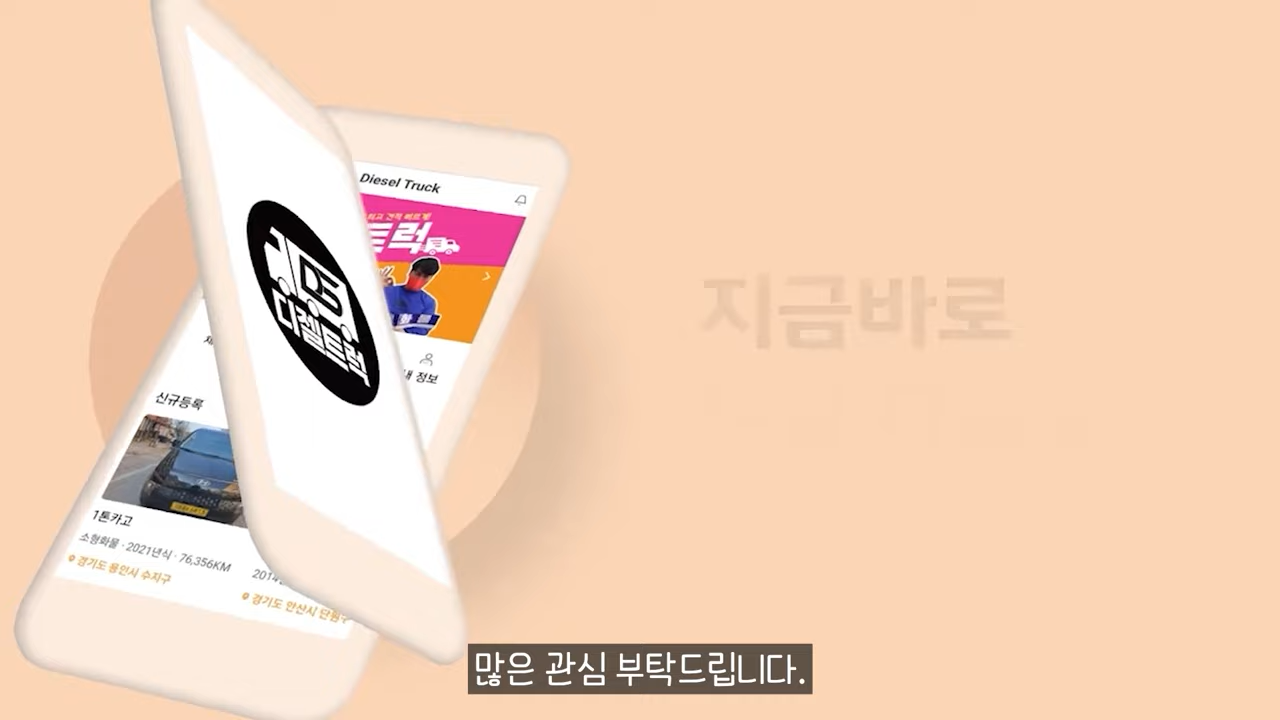 Diesel Truck
트럭
디젤트럭
내 정보
신규등록
1톤카고
소형화물 · 2021년식 · 76,356KM
경기도 용인시 수지구
경기도 안산시 단원구
지금바로
많은 관심 부탁드립니다.